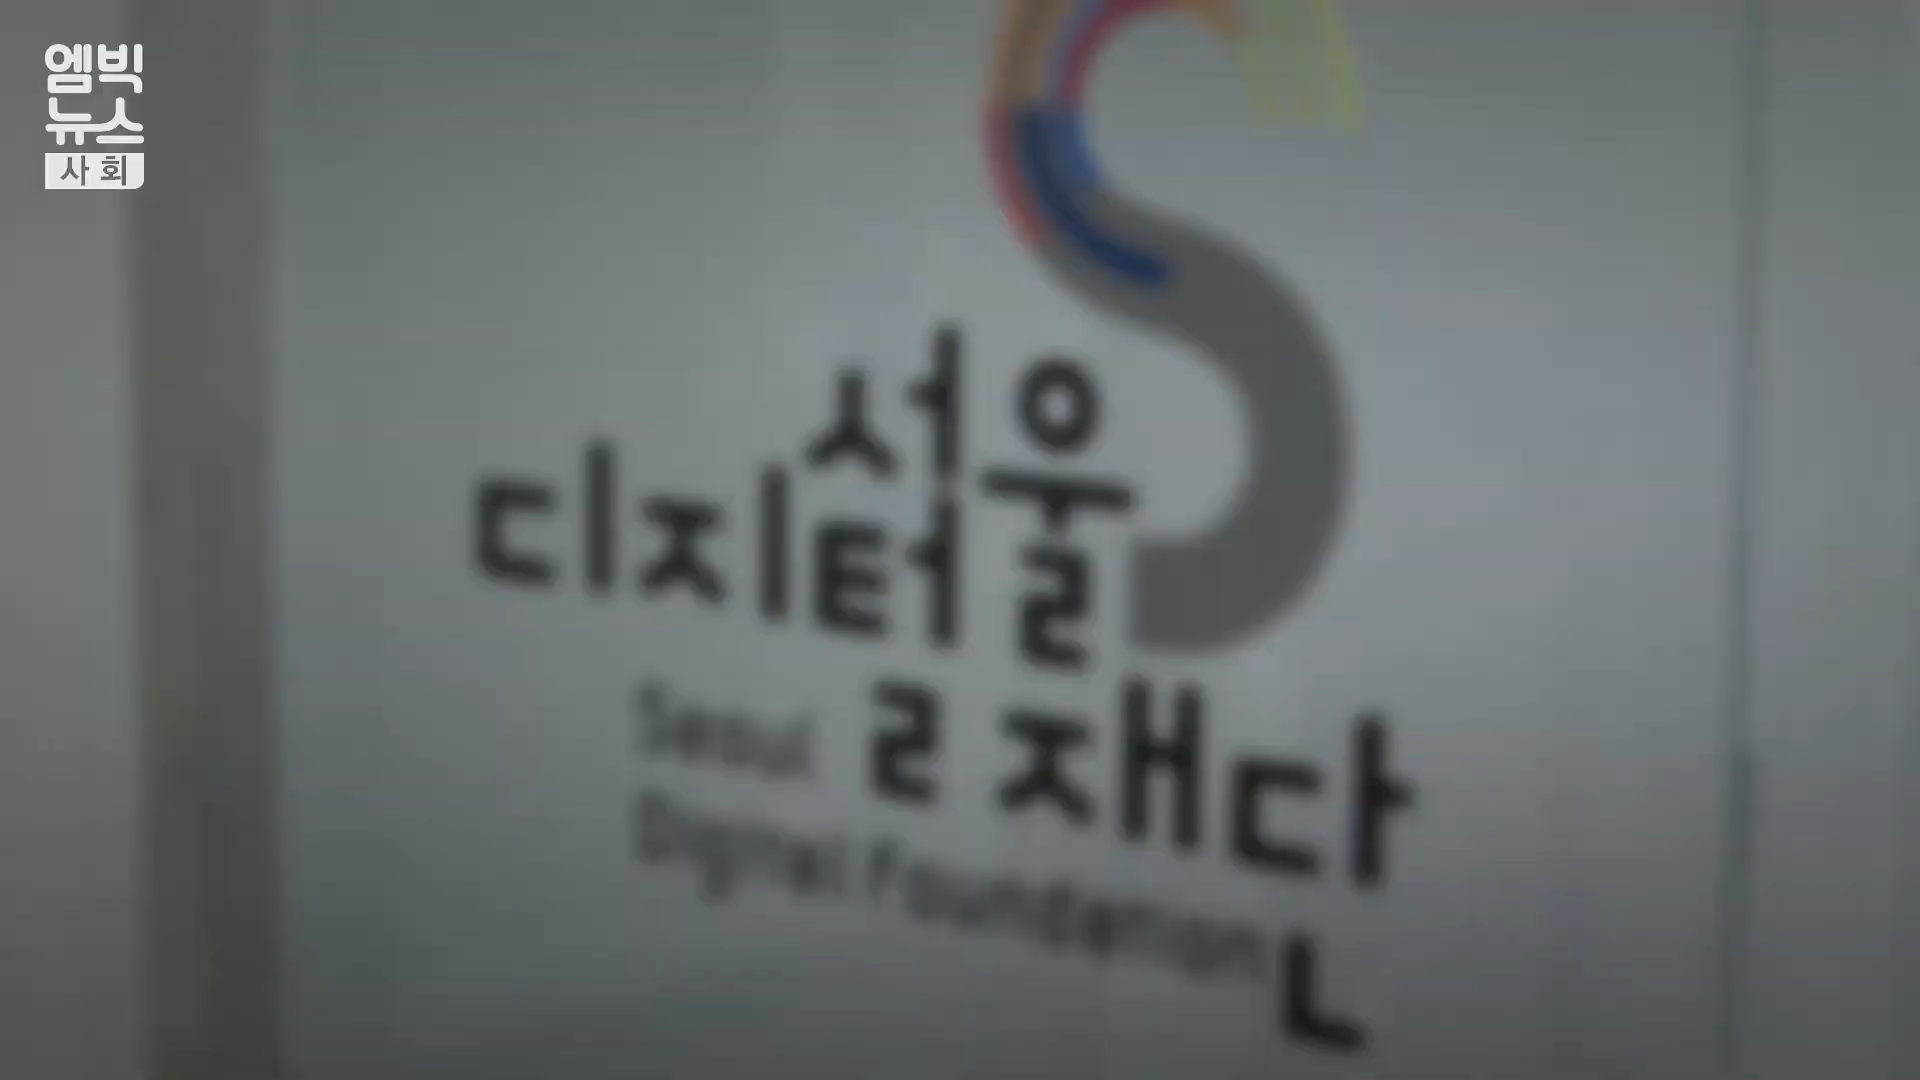 엠빅
뉴스
사회
서울
디지털
재단
Seoul
Digital Foundation